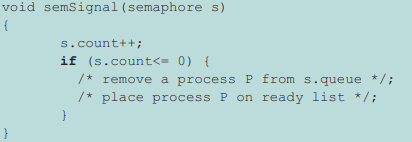 void semSignal(semaphore s)
{
s.count++;
if (s.count<= 0) {
/* remove a process P from s.queue */;
/* place process P on ready list */;
}
}